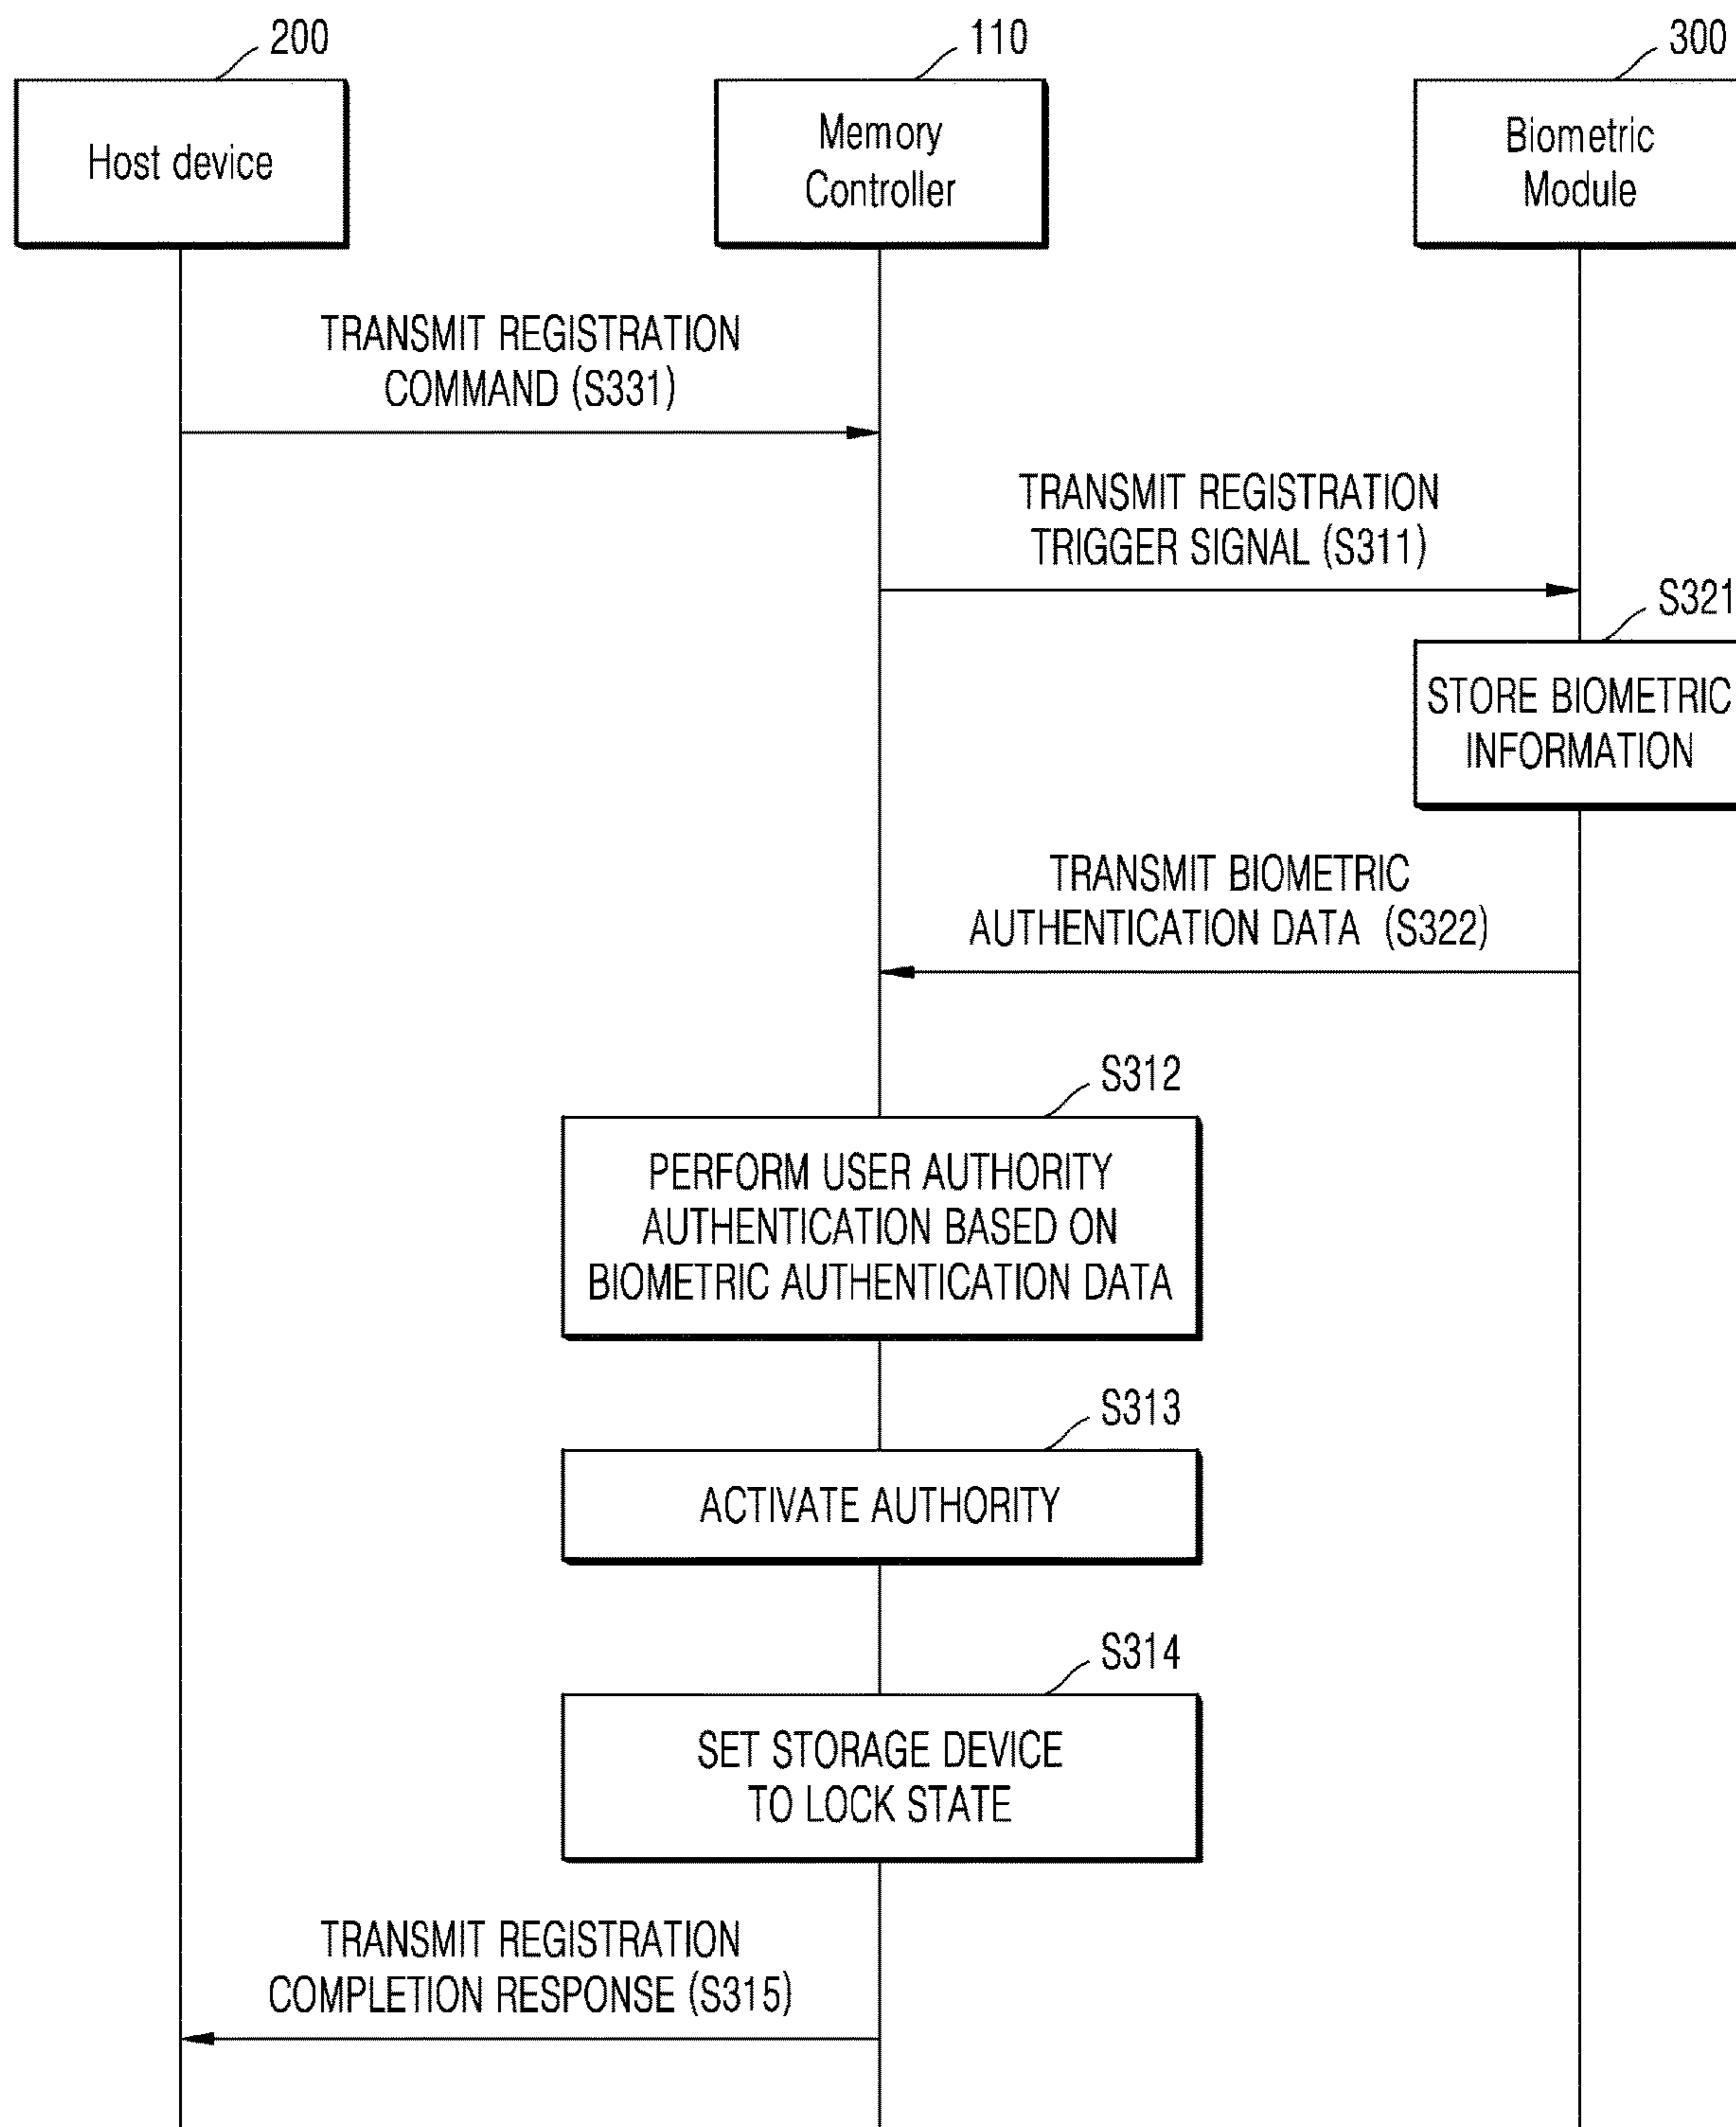 200
110
300
Host device
Memory
Controller
Biometric
Module
TRANSMIT REGISTRATION
COMMAND (S331)
TRANSMIT REGISTRATION
TRIGGER SIGNAL (S311)
S321
STORE BIOMETRIC
INFORMATION
TRANSMIT BIOMETRIC
AUTHENTICATION DATA (S322)
S312
PERFORM USER AUTHORITY
AUTHENTICATION BASED ON
BIOMETRIC AUTHENTICATION DATA
S313
ACTIVATE AUTHORITY
S314
SET STORAGE DEVICE
TO LOCK STATE
TRANSMIT REGISTRATION
COMPLETION RESPONSE (S315)